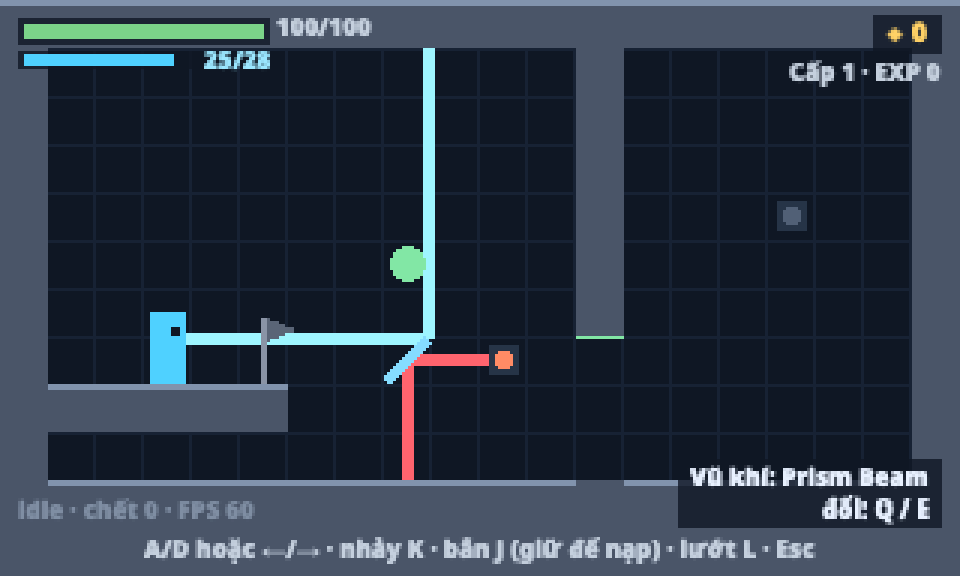 100/100
0
25/28
Cấp 1 · EXP 0
Vũ khí: Prism Beam
đổi: Q / E
idle · chết 0 · FPS 60
A/D hoặc ←/→ · nhảy K · bắn J (giữ để nạp) · lướt L · Esc